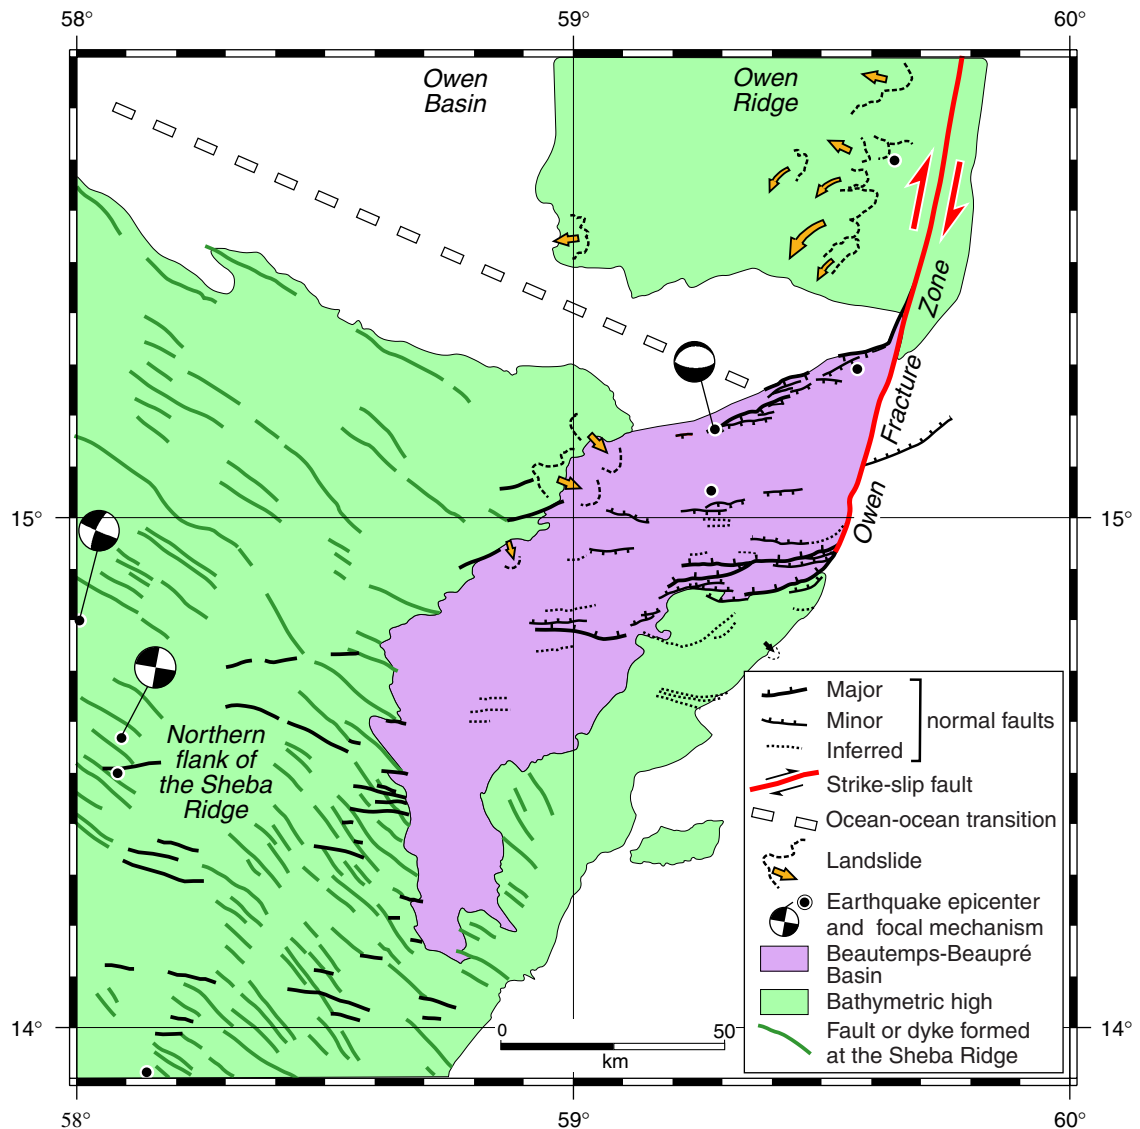 58°
59°
60°
Owen
Basin
Owen
Ridge
Owen Fracture Zone
15°
15°
Northern
flank of
the Sheba
Ridge
Major
Minor
Inferred
normal faults
Strike-slip fault
Ocean-ocean transition
Landslide
Earthquake epicenter
and focal mechanism
Beautemps-Beaupré
Basin
Bathymetric high
Fault or dyke formed
at the Sheba Ridge
14°
14°
0
50
km
58°
59°
60°